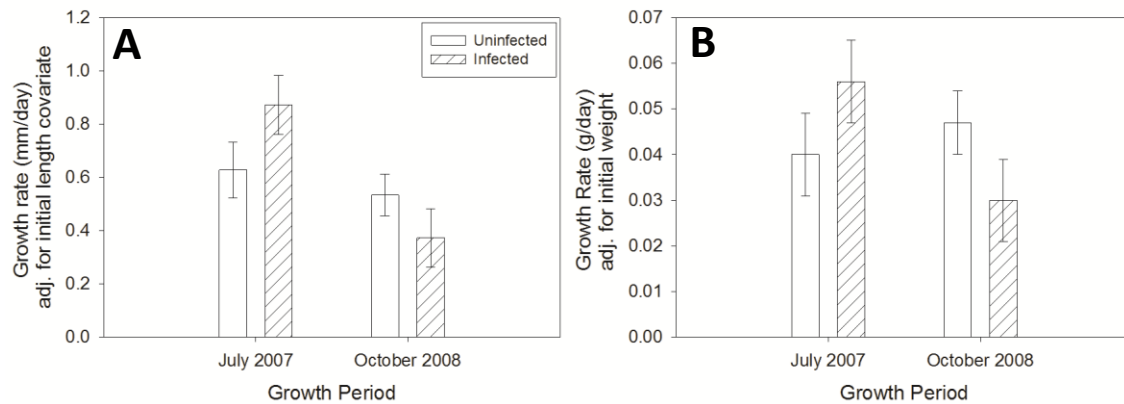 A
Uninfected
Infected
Growth rate (mm/day)
adj. for initial length covariate
1.2
1.0
0.8
0.6
0.4
0.2
0.0
July 2007 October 2008
Growth Period
B
Growth Rate (g/day)
adj. for initial weight
0.07
0.06
0.05
0.04
0.03
0.02
0.01
0.00
July 2007 October 2008
Growth Period